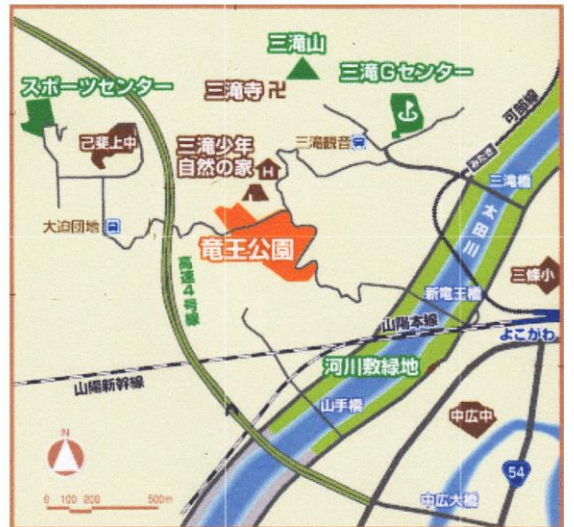 三滝山
スポーツセンター
三滝寺 卍
三滝Gセンター
可部線
己斐上中
三滝少年
自然の家
三滝観音
みたき
三滝橋
太田川
大迫団地
竜王公園
高速4号線
三篠小
新竜王橋
山陽本線
よこがわ
河川敷緑地
山陽新幹線
山手橋
中広中
54
中広大橋
N
0 100 200 500m